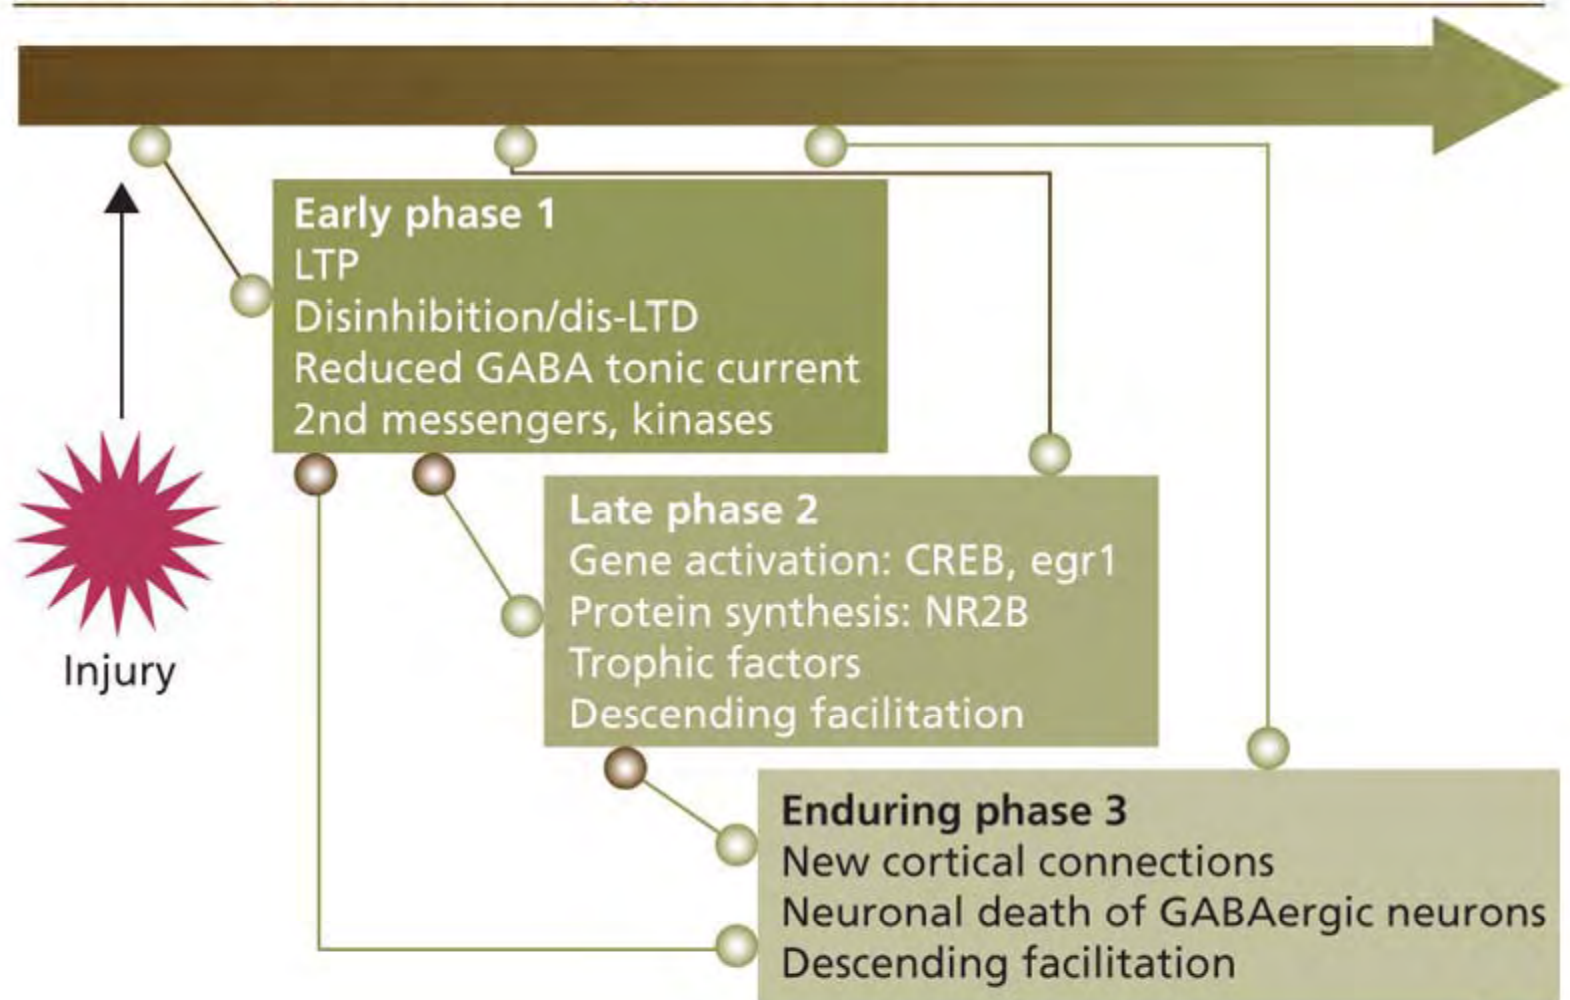 Early phase 1
LTP
Disinhibition/dis-LTD
Reduced GABA tonic current
2nd messengers, kinases
Late phase 2
Gene activation: CREB, egr1
Protein synthesis: NR2B
Trophic factors
Descending facilitation
Injury
Enduring phase 3
New cortical connections
Neuronal death of GABAergic neurons
Descending facilitation